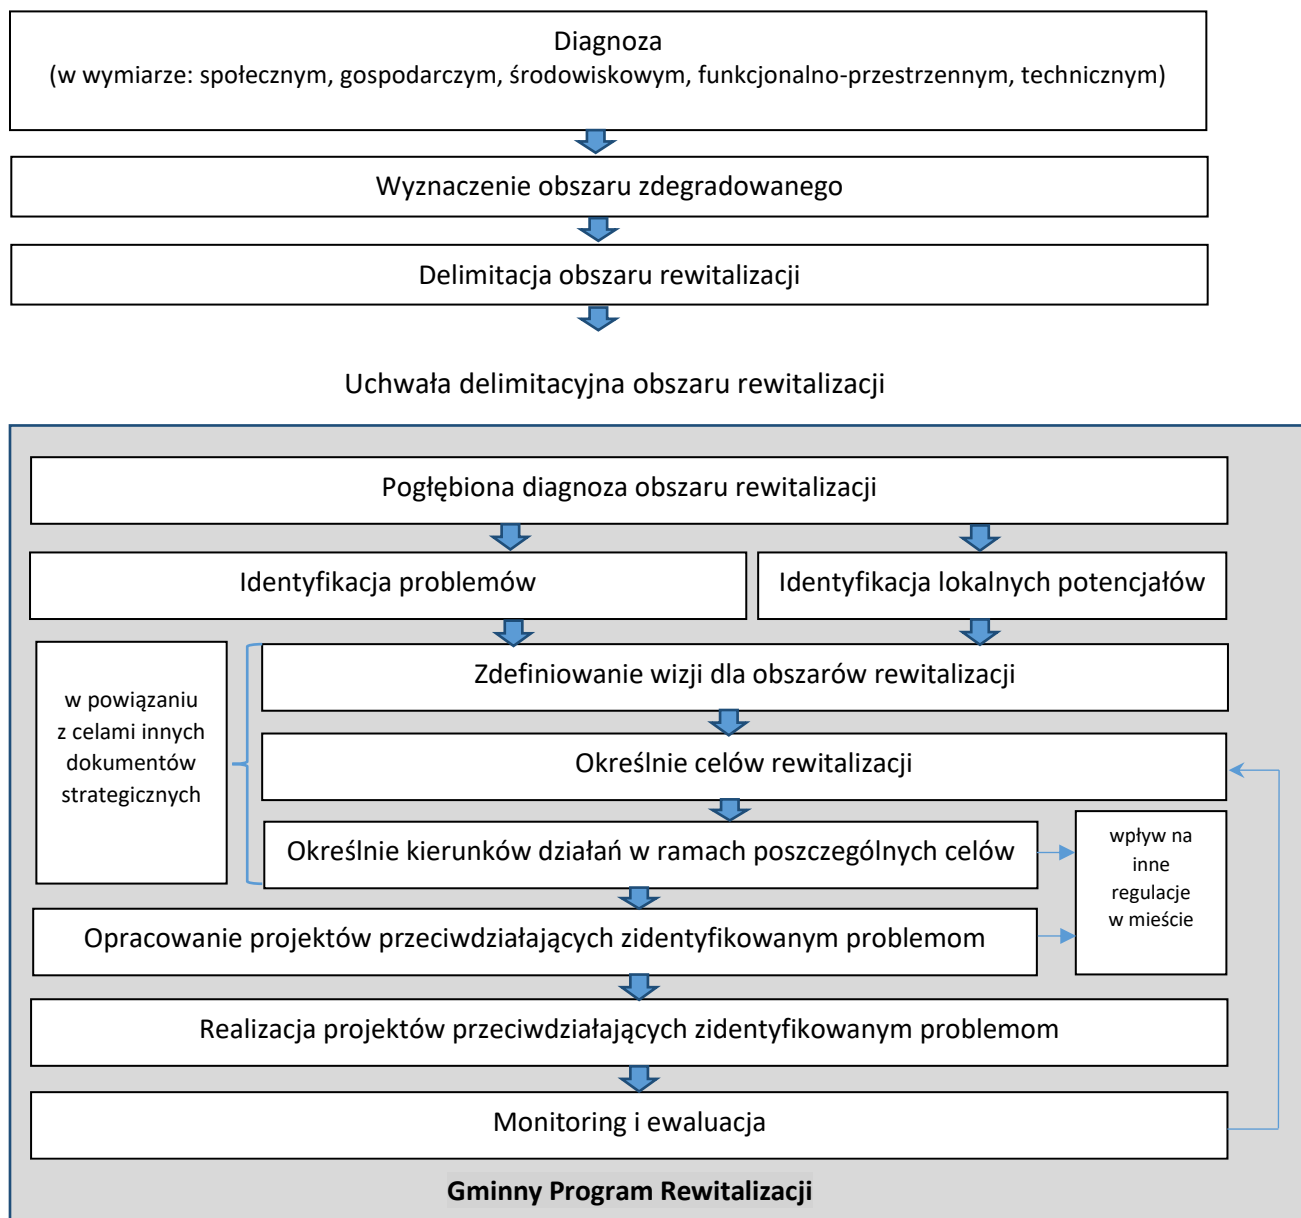 Diagnoza
(w wymiarze: społecznym, gospodarczym, środowiskowym, funkcjonalno-przestrzennym, technicznym)
Wyznaczenie obszaru zdegradowanego
Delimitacja obszaru rewitalizacji
Uchwała delimitacyjna obszaru rewitalizacji
Pogłębiona diagnoza obszaru rewitalizacji
Identyfikacja problemów
Identyfikacja lokalnych potencjałów
w powiązaniu
z celami innych
dokumentów
strategicznych
Zdefiniowanie wizji dla obszarów rewitalizacji
Określnie celów rewitalizacji
Określnie kierunków działań w ramach poszczególnych celów
wpływ na
inne
regulacje
w mieście
Opracowanie projektów przeciwdziałających zidentyfikowanym problemom
Realizacja projektów przeciwdziałających zidentyfikowanym problemom
Monitoring i ewaluacja
Gminny Program Rewitalizacji